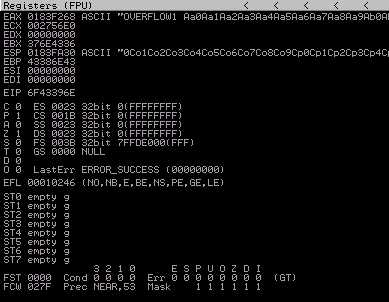 Registers (FPU) < < < < <
EAX 0183F268 ASCII "OVERFLOW1 Aa0Aa1Aa2Aa3Aa4Aa5Aa6Aa7Aa8Aa9Ab0Ab
ECX 002756E0
EDX 00000000
EBX 376E4336
ESP 0183FA30 ASCII "0Co1Co2Co3Co4Co5Co6Co7Co8Co9Cp0Cp1Cp2Cp3Cp4Cp
EBP 43386E43
ESI 00000000
EDI 00000000
EIP 6F43396E
C 0 ES 0023 32bit 0(FFFFFFFF)
P 1 CS 001B 32bit 0(FFFFFFFF)
A 0 SS 0023 32bit 0(FFFFFFFF)
Z 1 DS 0023 32bit 0(FFFFFFFF)
S 0 FS 003B 32bit 7FFDE000(FFF)
T 0 GS 0000 NULL
D 0
O 0 LastErr ERROR_SUCCESS (00000000)
EFL 00010246 (NO,NB,E,BE,NS,PE,GE,LE)
ST0 empty g
ST1 empty g
ST2 empty g
ST3 empty g
ST4 empty g
ST5 empty g
ST6 empty g
ST7 empty g
3 2 1 0 E S P U O Z D I
FST 0000 Cond 0 0 0 0 Err 0 0 0 0 0 0 0 0 (GT)
FCW 027F Prec NEAR,53 Mask 1 1 1 1 1 1